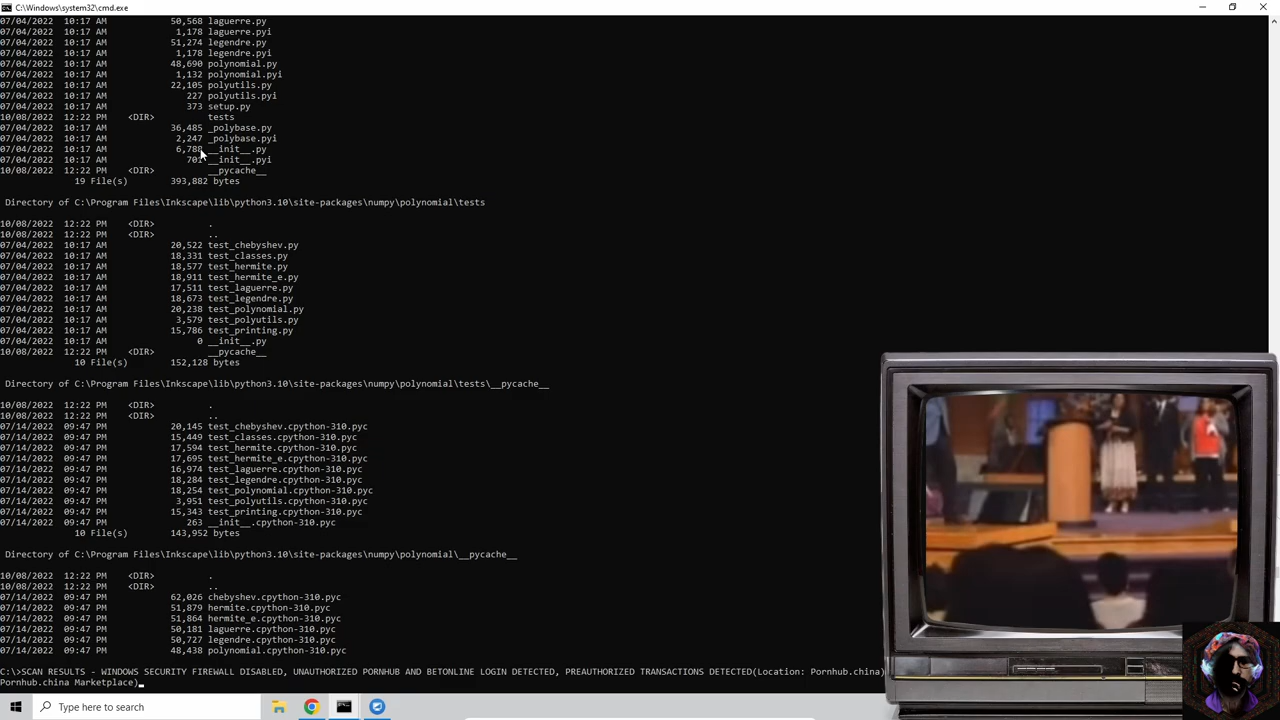 C:\Windows\system32\cmd.exe
07/04/2022  10:17 AM            50,568 laguerre.py
07/04/2022  10:17 AM             1,178 laguerre.pyi
07/04/2022  10:17 AM            51,274 legendre.py
07/04/2022  10:17 AM             1,178 legendre.pyi
07/04/2022  10:17 AM            48,690 polynomial.py
07/04/2022  10:17 AM             1,132 polynomial.pyi
07/04/2022  10:17 AM            22,105 polyutils.py
07/04/2022  10:17 AM               227 polyutils.pyi
07/04/2022  10:17 AM               373 setup.py
10/08/2022  12:22 PM    <DIR>          tests
07/04/2022  10:17 AM            36,485 _polybase.py
07/04/2022  10:17 AM             2,247 _polybase.pyi
07/04/2022  10:17 AM             6,788 __init__.py
07/04/2022  10:17 AM               701 __init__.pyi
10/08/2022  12:22 PM    <DIR>          __pycache__
19 File(s)        393,882 bytes
Directory of C:\Program Files\Inkscape\lib\python3.10\site-packages\numpy\polynomial\tests
10/08/2022  12:22 PM    <DIR>          .
10/08/2022  12:22 PM    <DIR>          ..
07/04/2022  10:17 AM            20,522 test_chebyshev.py
07/04/2022  10:17 AM            18,331 test_classes.py
07/04/2022  10:17 AM            18,577 test_hermite.py
07/04/2022  10:17 AM            18,911 test_hermite_e.py
07/04/2022  10:17 AM            17,511 test_laguerre.py
07/04/2022  10:17 AM            18,673 test_legendre.py
07/04/2022  10:17 AM            20,238 test_polynomial.py
07/04/2022  10:17 AM             3,579 test_polyutils.py
07/04/2022  10:17 AM            15,786 test_printing.py
07/04/2022  10:17 AM                 0 __init__.py
10/08/2022  12:22 PM    <DIR>          __pycache__
10 File(s)        152,128 bytes
Directory of C:\Program Files\Inkscape\lib\python3.10\site-packages\numpy\polynomial\tests\__pycache__
10/08/2022  12:22 PM    <DIR>          .
10/08/2022  12:22 PM    <DIR>          ..
07/14/2022  09:47 PM            20,145 test_chebyshev.cpython-310.pyc
07/14/2022  09:47 PM            15,449 test_classes.cpython-310.pyc
07/14/2022  09:47 PM            17,594 test_hermite.cpython-310.pyc
07/14/2022  09:47 PM            17,695 test_hermite_e.cpython-310.pyc
07/14/2022  09:47 PM            16,974 test_laguerre.cpython-310.pyc
07/14/2022  09:47 PM            18,284 test_legendre.cpython-310.pyc
07/14/2022  09:47 PM            18,254 test_polynomial.cpython-310.pyc
07/14/2022  09:47 PM             3,951 test_polyutils.cpython-310.pyc
07/14/2022  09:47 PM            15,343 test_printing.cpython-310.pyc
07/14/2022  09:47 PM               263 __init__.cpython-310.pyc
10 File(s)        143,952 bytes
Directory of C:\Program Files\Inkscape\lib\python3.10\site-packages\numpy\polynomial\__pycache__
10/08/2022  12:22 PM    <DIR>          .
10/08/2022  12:22 PM    <DIR>          ..
07/14/2022  09:47 PM            62,026 chebyshev.cpython-310.pyc
07/14/2022  09:47 PM            51,879 hermite.cpython-310.pyc
07/14/2022  09:47 PM            51,864 hermite_e.cpython-310.pyc
07/14/2022  09:47 PM            50,181 laguerre.cpython-310.pyc
07/14/2022  09:47 PM            50,727 legendre.cpython-310.pyc
07/14/2022  09:47 PM            48,438 polynomial.cpython-310.pyc
C:\>SCAN RESULTS - WINDOWS SECURITY FIREWALL DISABLED, UNAUTHORIZED PORNHUB AND BETONLINE LOGIN DETECTED, PREAUTHORIZED TRANSACTIONS DETECTED(Location: Pornhub.china)
Pornhub.china Marketplace)
Type here to search